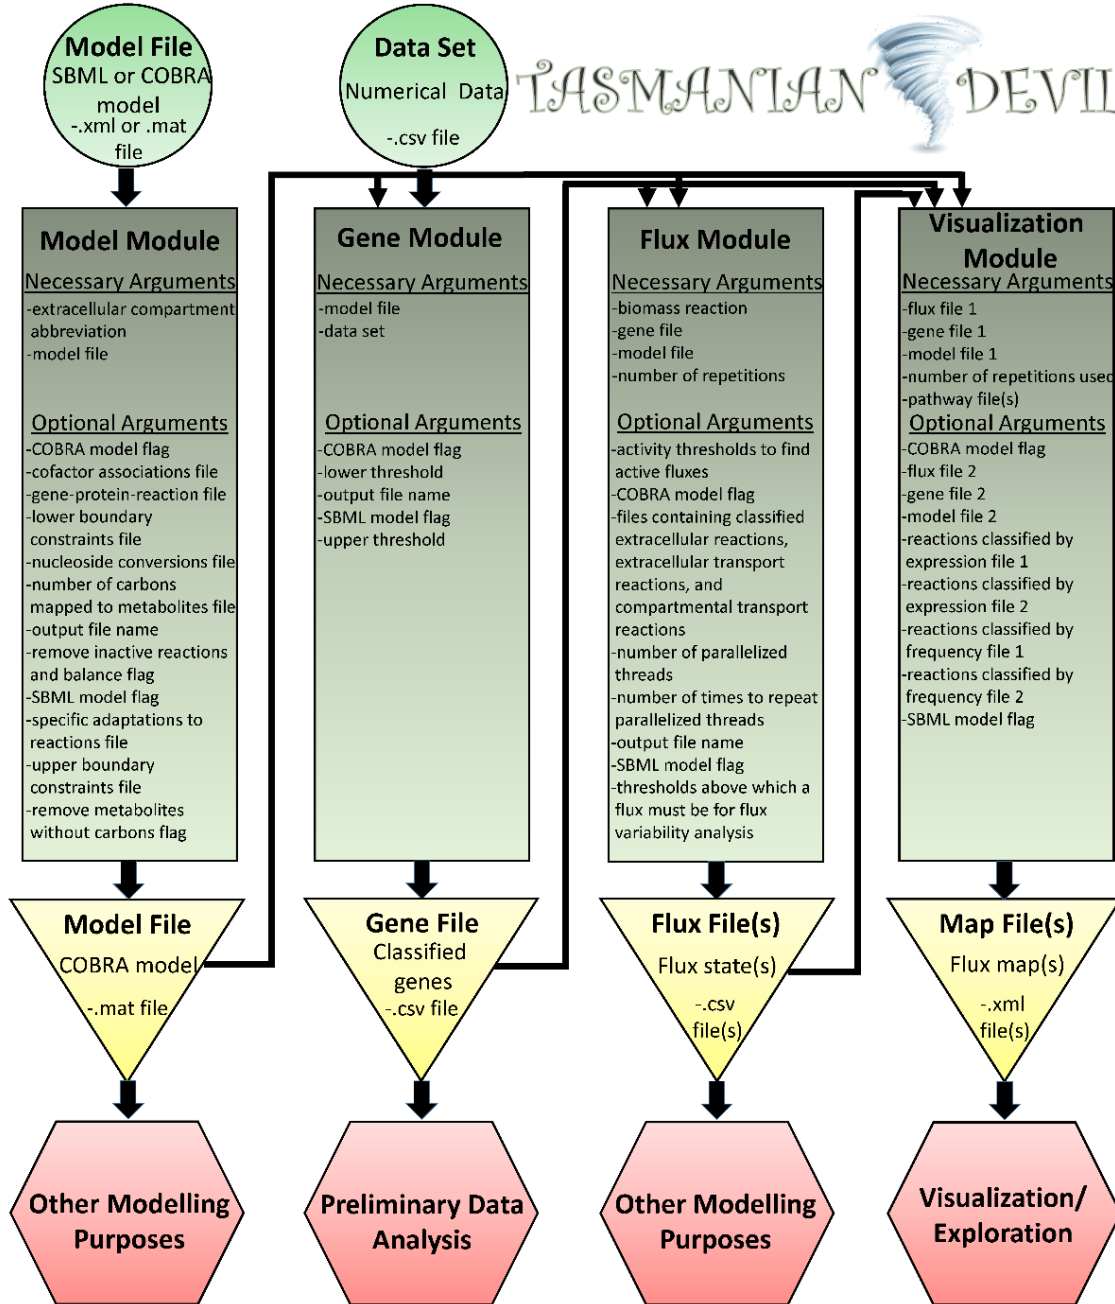 Model File
SBML or COBRA
model
-.xml or .mat
file
Data Set
Numerical Data
-.csv file
TASMANIAN DEVIL
Model Module
Necessary Arguments
-extracellular compartment
abbreviation
-model file
Optional Arguments
-COBRA model flag
-cofactor associations file
-gene-protein-reaction file
-lower boundary
constraints file
-nucleoside conversions file
-number of carbons
mapped to metabolites file
-output file name
-remove inactive reactions
and balance flag
-SBML model flag
-specific adaptations to
reactions file
-upper boundary
constraints file
-remove metabolites
without carbons flag
Gene Module
Necessary Arguments
-model file
-data set
Optional Arguments
-COBRA model flag
-lower threshold
-output file name
-SBML model flag
-upper threshold
Flux Module
Necessary Arguments
-biomass reaction
-gene file
-model file
-number of repetitions
Optional Arguments
-activity thresholds to find
active fluxes
-COBRA model flag
-files containing classified
extracellular reactions,
extracellular transport
reactions, and
compartmental transport
reactions
-number of parallelized
threads
-number of times to repeat
parallelized threads
-output file name
-SBML model flag
-thresholds above which a
flux must be for flux
variability analysis
Visualization
Module
Necessary Arguments
-flux file 1
-gene file 1
-model file 1
-number of repetitions used
-pathway file(s)
Optional Arguments
-COBRA model flag
-flux file 2
-gene file 2
-model file 2
-reactions classified by
expression file 1
-reactions classified by
expression file 2
-reactions classified by
frequency file 1
-reactions classified by
frequency file 2
-SBML model flag
Model File
COBRA model
-.mat file
Gene File
Classified
genes
-.csv file
Flux File(s)
Flux state(s)
-.csv
file(s)
Map File(s)
Flux map(s)
-.xml
file(s)
Other Modelling
Purposes
Preliminary Data
Analysis
Other Modelling
Purposes
Visualization/
Exploration